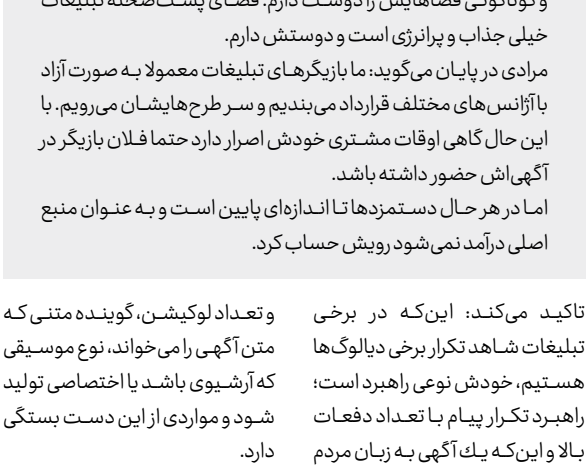 و گوناگونی فضاهایش را دوست دارم. فضای پشت‌صحنه تبلیغات
خیلی جذاب و پرانرژی است و دوستش دارم.
مرادی در پایان می‌گوید: ما بازیگرهای تبلیغات معمولا به صورت آزاد
با آژانس‌های مختلف قرارداد می‌بندیم و سر طرح‌هایشان می‌رویم. با
این حال گاهی اوقات مشتری خودش اصرار دارد حتما فلان بازیگر در
آگهی‌اش حضور داشته باشد.
اما در هر حال دستمزدها تا اندازه‌ای پایین است و به عنوان منبع
اصلی درآمد نمی‌شود رویش حساب کرد.
تاکید می‌کند: این‌که در برخی
تبلیغات شاهد تکرار برخی دیالوگ‌ها
هستیم، خودش نوعی راهبرد است؛
راهبرد تکرار پیام با تعداد دفعات
بالا و این‌که یك آگهی به زبان مردم
و تعداد لوکیشن، گوینده متنی که
متن آگهی را می‌خواند، نوع موسیقی
که آرشیوی باشد یا اختصاصی تولید
شود و مواردی از این دست بستگی
دارد.